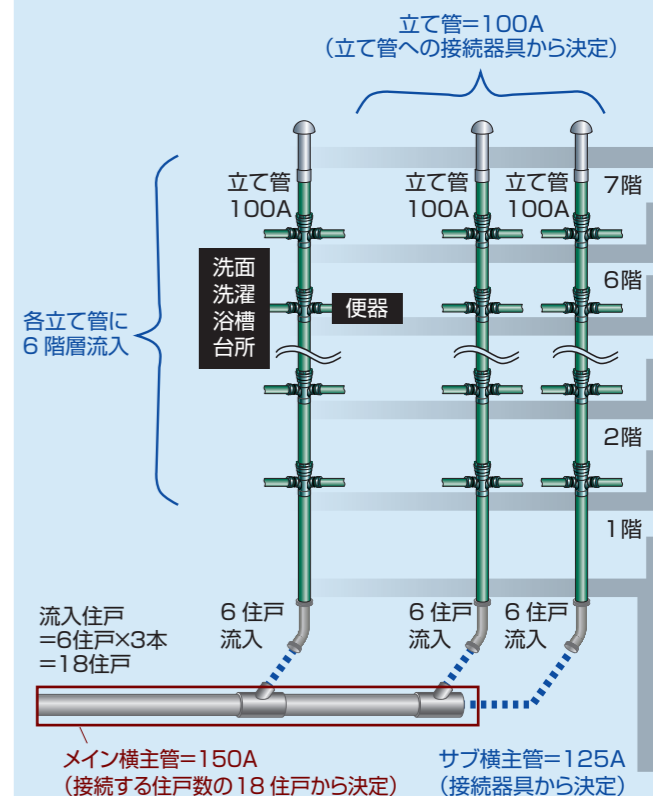 立て管=100A
（立て管への接続器具から決定）
立て管
100A
立て管
100A
立て管
100A
7階
洗面
洗濯
浴槽
台所
便器
6階
各立て管に
6階層流入
2階
1階
流入住戸
=6住戸×3本
=18住戸
6住戸
流入
6住戸
流入
6住戸
流入
メイン横主管=150A
（接続する住戸数の18住戸から決定）
サブ横主管=125A
（接続器具から決定）